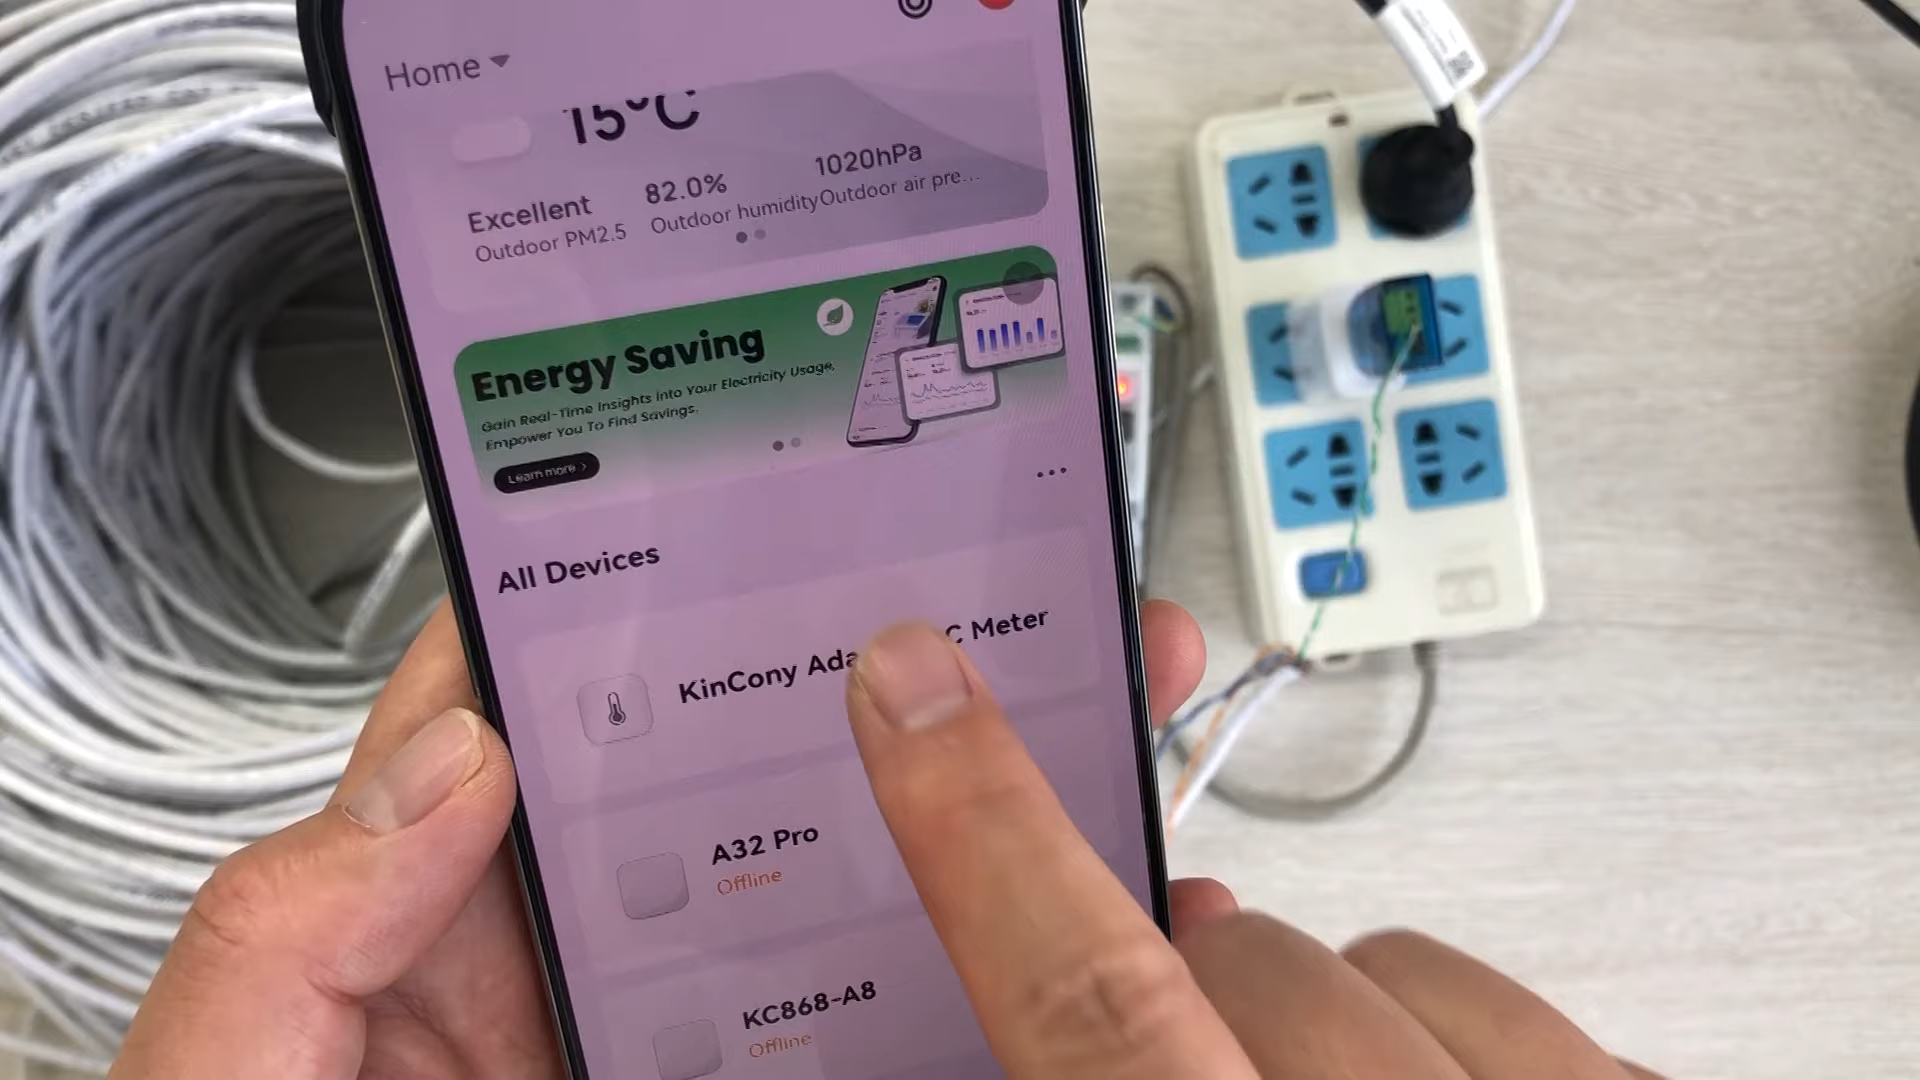 Home
15°C
Excellent
Outdoor PM2.5
82.0%
Outdoor humidity
1020hPa
Outdoor air pre...
Energy Saving
Gain Real-Time Insights Into Your Electricity Usage,
Empower You To Find Savings.
Learn more >
All Devices
KinCony Ada C Meter
A32 Pro
Offline
KC868-A8
Offline